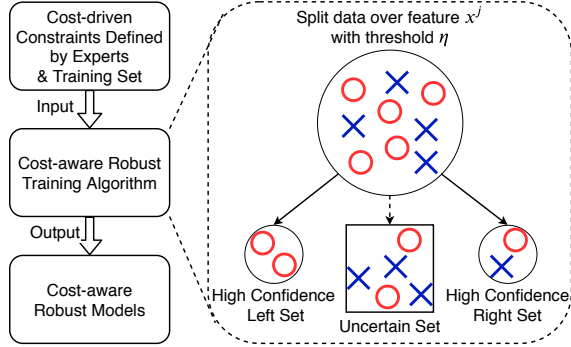 Cost-driven
Constraints Defined
by Experts
& Training Set
Input
Cost-aware Robust
Training Algorithm
Output
Cost-aware
Robust Models
Split data over feature x^j
with threshold η
High Confidence
Left Set
Uncertain Set
High Confidence
Right Set